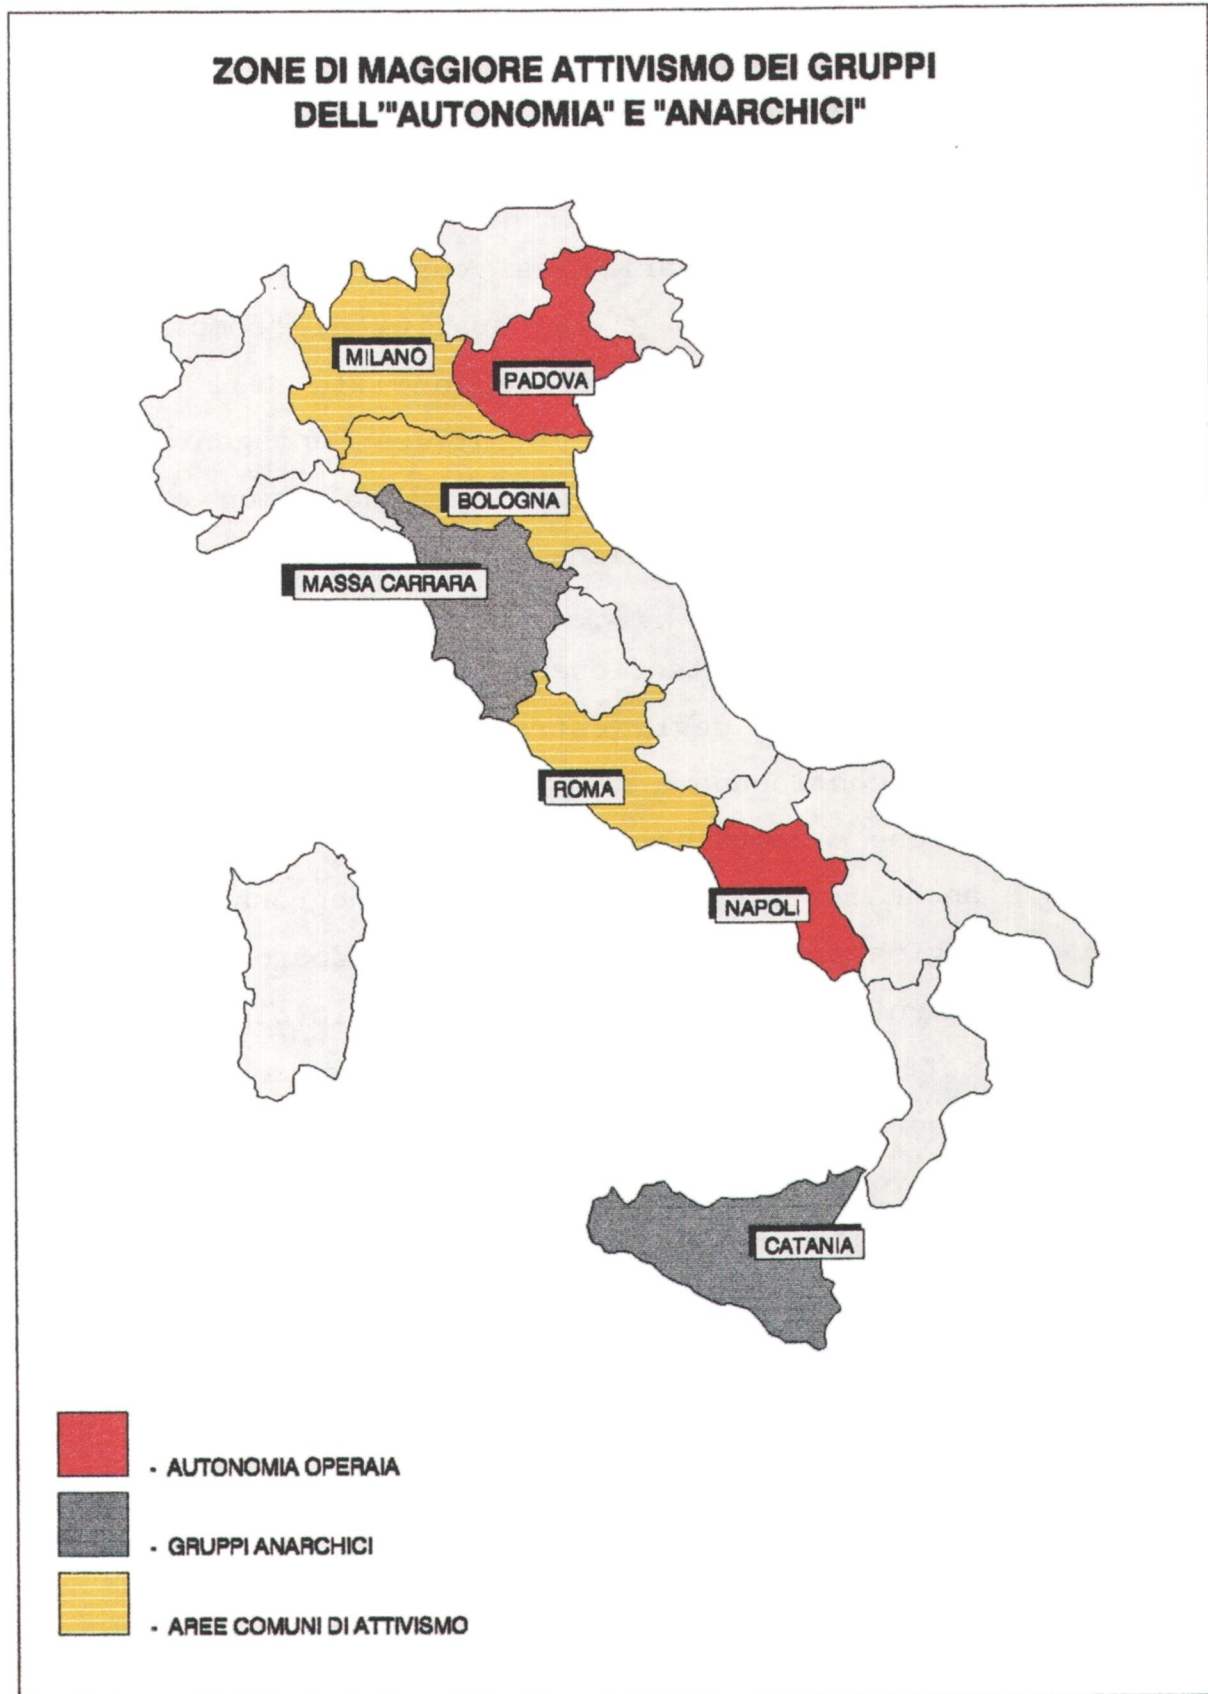 ZONE DI MAGGIORE ATTIVISMO DEI GRUPPI
DELL'"AUTONOMIA" E "ANARCHICI"
MILANO
PADOVA
BOLOGNA
MASSA CARRARA
ROMA
NAPOLI
CATANIA
- AUTONOMIA OPERAIA
- GRUPPI ANARCHICI
- AREE COMUNI DI ATTIVISMO